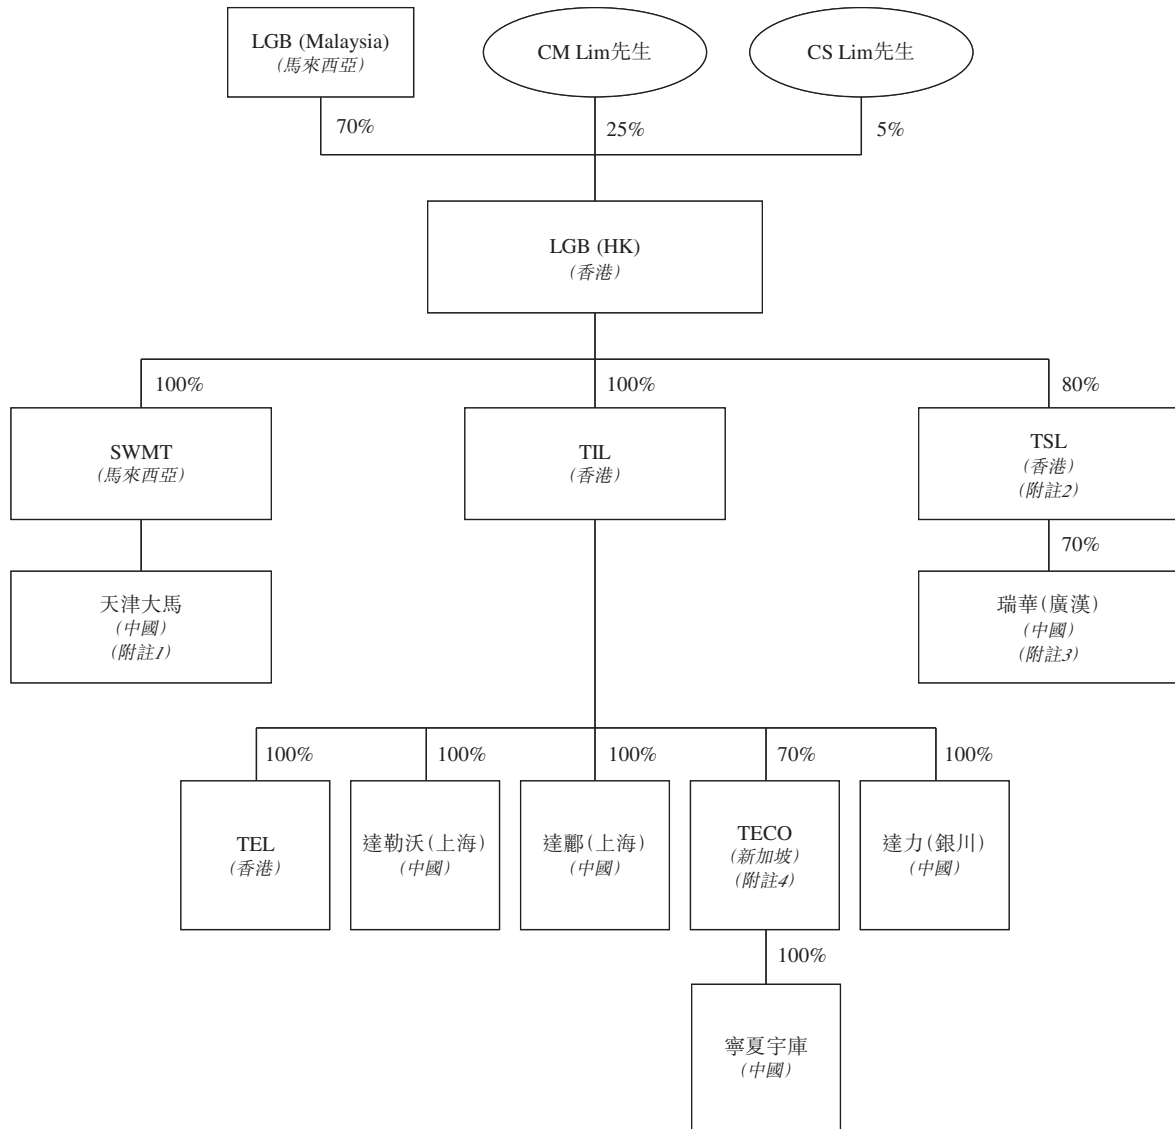 LGB (Malaysia)
(馬來西亞)
CM Lim先生
CS Lim先生
70%
25%
5%
LGB (HK)
(香港)
100%
100%
80%
SWMT
(馬來西亞)
TIL
(香港)
TSL
(香港)
(附註2)
70%
天津大馬
(中國)
(附註1)
瑞華(廣漢)
(中國)
(附註3)
100%
100%
100%
70%
100%
TEL
(香港)
達勒沃(上海)
(中國)
達酈(上海)
(中國)
TECO
(新加坡)
(附註4)
達力(銀川)
(中國)
100%
寧夏宇庫
(中國)